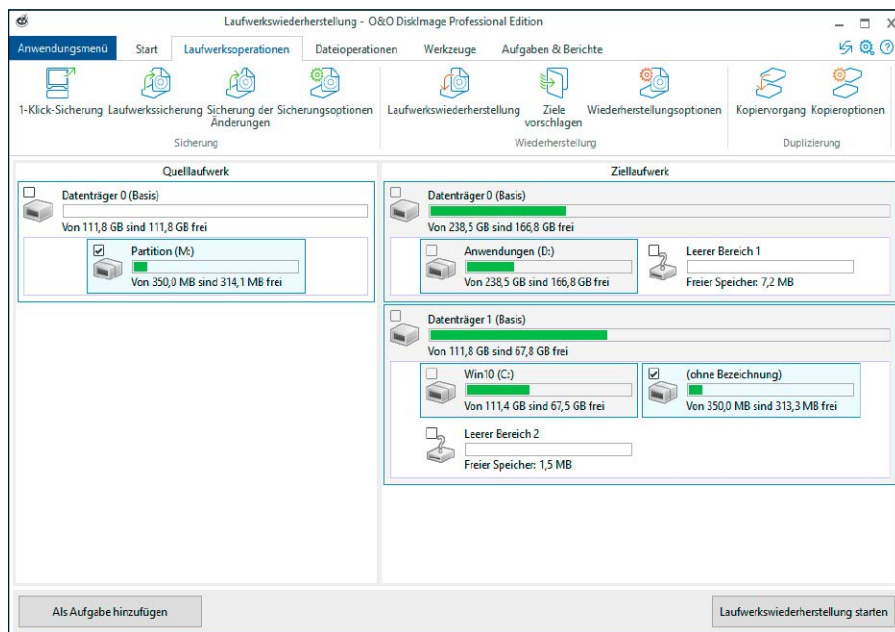 Laufwerkswiederherstellung - O&O DiskImage Professional Edition
Anwendungsmenü Start Laufwerksoperationen Dateioperationen Werkzeuge Aufgaben & Berichte
1-Klick-Sicherung Laufwerkssicherung Sicherung der Änderungen Sicherungsoptionen Laufwerkswiederherstellung Ziele vorschlagen Wiederherstellungsoptionen Kopiervorgang Kopieroptionen
Sicherung Wiederherstellung Duplizierung
Quellaufwerk
Datenträger 0 (Basis)
Von 111,8 GB sind 111,8 GB frei
Partition (M:)
Von 350,0 MB sind 314,1 MB frei
Ziellaufwerk
Datenträger 0 (Basis)
Von 238,5 GB sind 166,8 GB frei
Anwendungen (D:)
Von 238,5 GB sind 166,8 GB frei
Leerer Bereich 1
Freier Speicher: 7,2 MB
Datenträger 1 (Basis)
Von 111,8 GB sind 67,8 GB frei
Win10 (C:)
Von 111,4 GB sind 67,5 GB frei
(ohne Bezeichnung)
Von 350,0 MB sind 313,3 MB frei
Leerer Bereich 2
Freier Speicher: 1,5 MB
Als Aufgabe hinzufügen
Laufwerkswiederherstellung starten